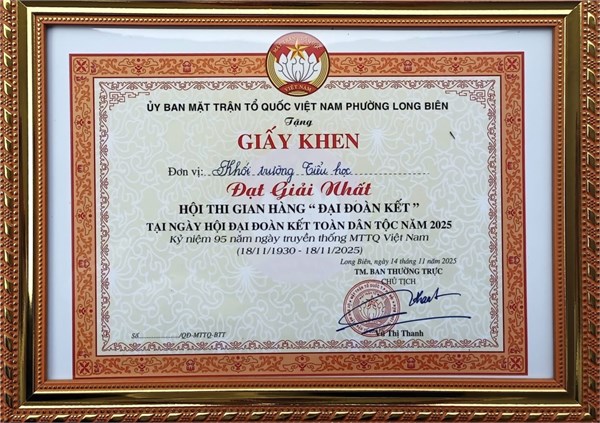 VIỆT NAM
ỦY BAN MẶT TRẬN TỔ QUỐC VIỆT NAM PHƯỜNG LONG BIÊN
Tặng
GIẤY KHEN
Đơn vị: Khối trường Tiểu học
Đạt Giải Nhất
HỘI THI GIAN HÀNG “ ĐẠI ĐOÀN KẾT ”
TẠI NGÀY HỘI ĐẠI ĐOÀN KẾT TOÀN DÂN TỘC NĂM 2025
Kỷ niệm 95 năm ngày truyền thống MTTQ Việt Nam
(18/11/1930 - 18/11/2025)
Long Biên, ngày 14 tháng 11 năm 2025
TM. BAN THƯỜNG TRỰC
CHỦ TỊCH
Vũ Thị Thanh
Số............/QĐ-MTTQ-BTT